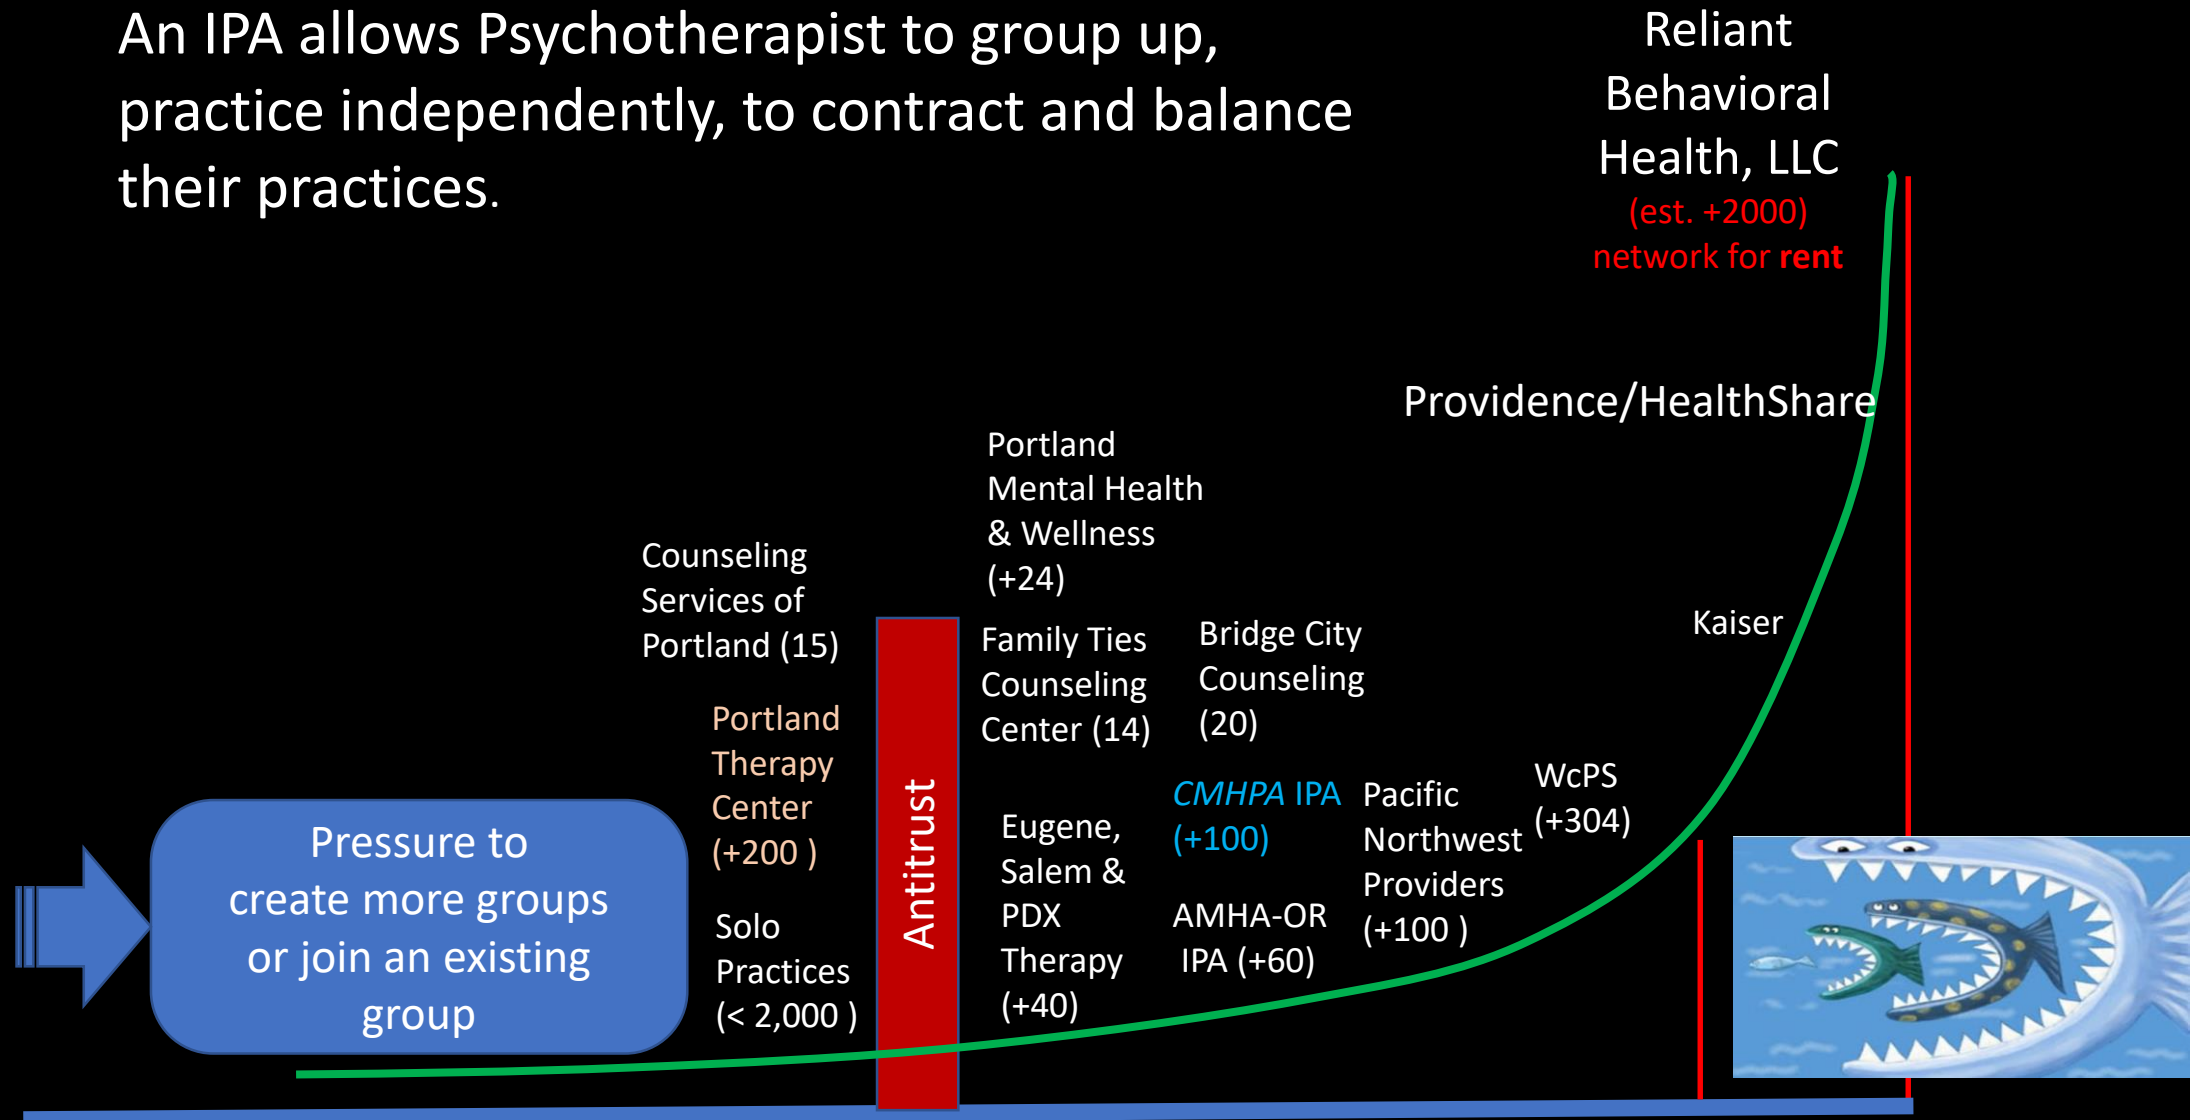 An IPA allows Psychotherapist to group up,
practice independently, to contract and balance
their practices.
Reliant
Behavioral
Health, LLC
(est. +2000)
network for rent
Providence/HealthShare
Portland
Mental Health
& Wellness
(+24)
Counseling
Services of
Portland (15)
Family Ties
Counseling
Center (14)
Bridge City
Counseling
(20)
Kaiser
Portland
Therapy
Center
(+200 )
Antitrust
Eugene,
Salem &
PDX
Therapy
(+40)
CMHPA IPA
(+100)
Pacific
Northwest
Providers
(+100 )
WcPS
(+304)
AMHA-OR
IPA (+60)
Solo
Practices
(< 2,000 )
Pressure to
create more groups
or join an existing
group